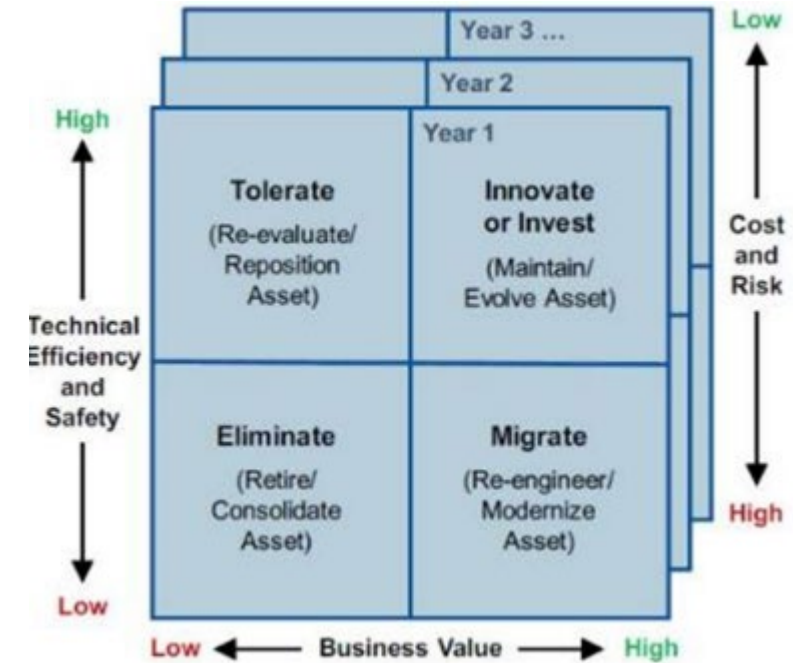 Year 3 ...
Low
Year 2
High
Year 1
Tolerate
(Re-evaluate/
Reposition
Asset)
Innovate
or Invest
(Maintain/
Evolve Asset)
Cost
and
Risk
Technical
Efficiency
and
Safety
Eliminate
(Retire/
Consolidate
Asset)
Migrate
(Re-engineer/
Modernize
Asset)
High
Low
Low
Business Value
High